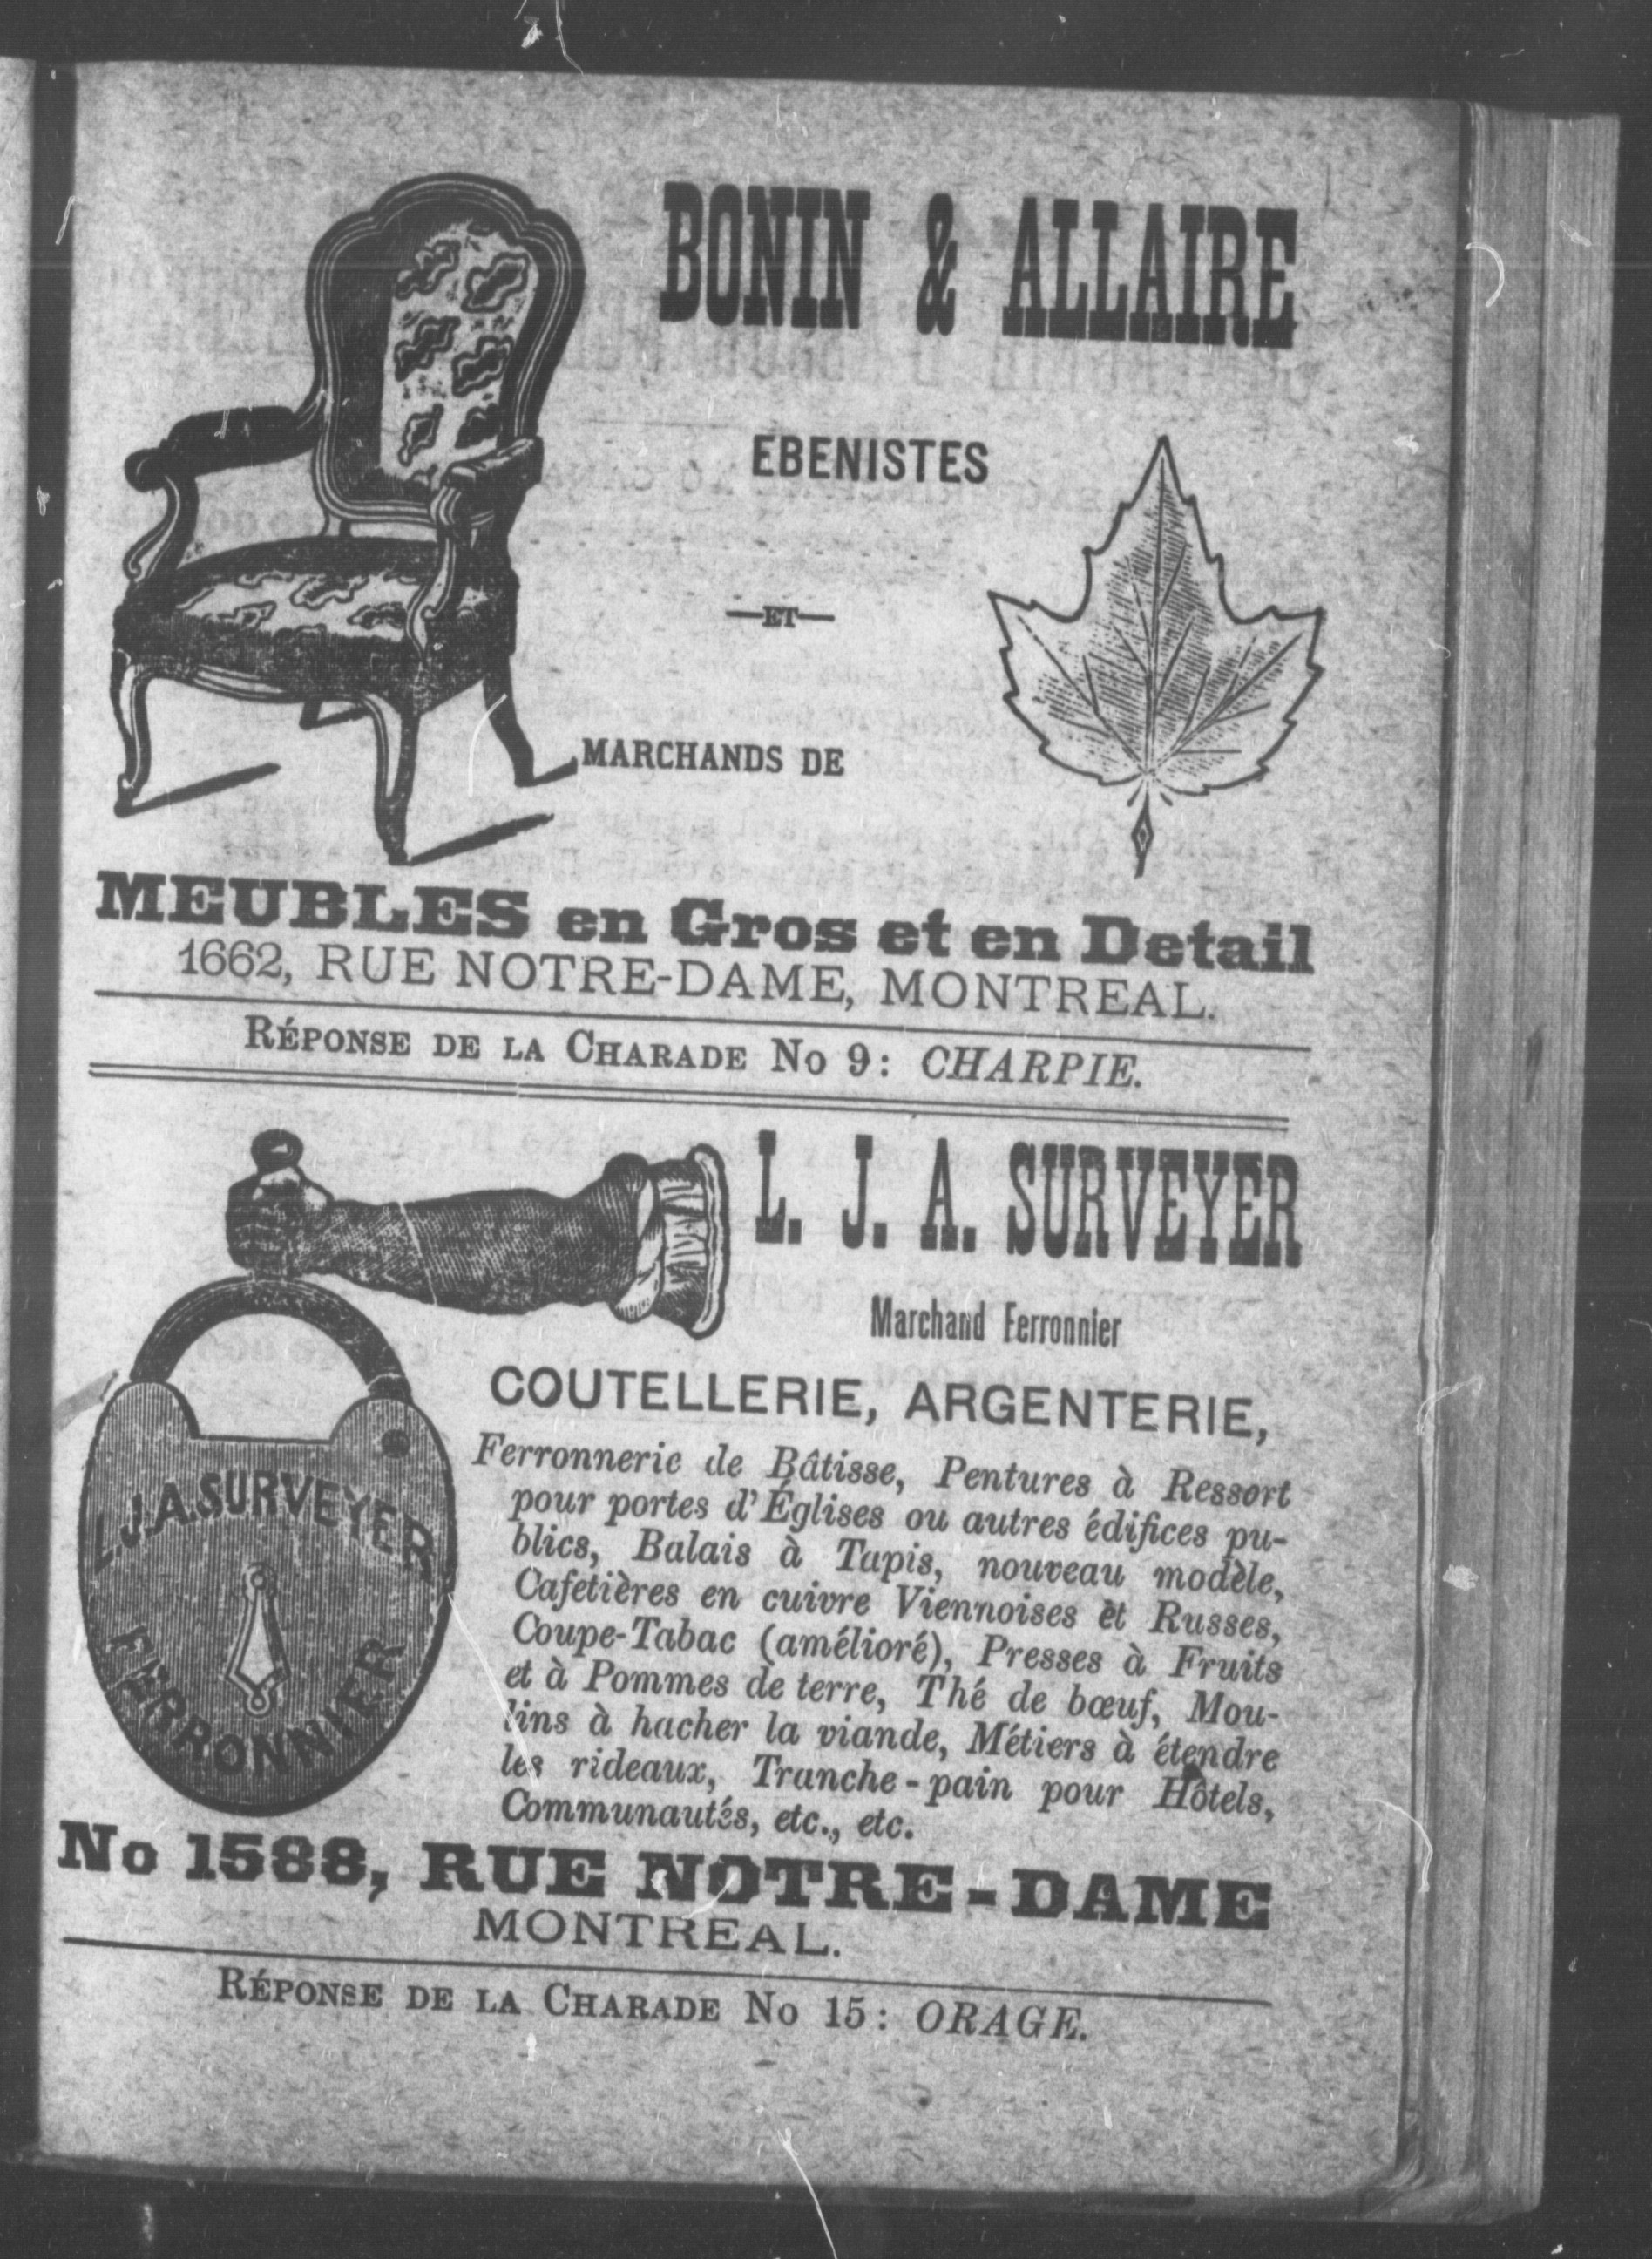 BONIN & ALLAIRE
EBENISTES
—ET—
MARCHANDS DE
MEUBLES en Gros et en Detail
1662, RUE NOTRE-DAME, MONTREAL.
RÉPONSE DE LA CHARADE No 9: CHARPIE.
L. J. A. SURVEYER
Marchand Ferronnier
COUTELLERIE, ARGENTERIE,
Ferronnerie de Bâtisse, Pentures à Ressort
pour portes d'Églises ou autres édifices pu-
blics, Balais à Tapis, nouveau modèle,
Cafetières en cuivre Viennoises et Russes,
Coupe-Tabac (amélioré), Presses à Fruits
et à Pommes de terre, Thé de bœuf, Mou-
lins à hacher la viande, Métiers à étendre
les rideaux, Tranche-pain pour Hôtels,
Communautés, etc., etc.
L.J.A.SURVEYER
FERRONNIER
No 1588, RUE NOTRE-DAME
MONTREAL.
RÉPONSE DE LA CHARADE No 15: ORAGE.